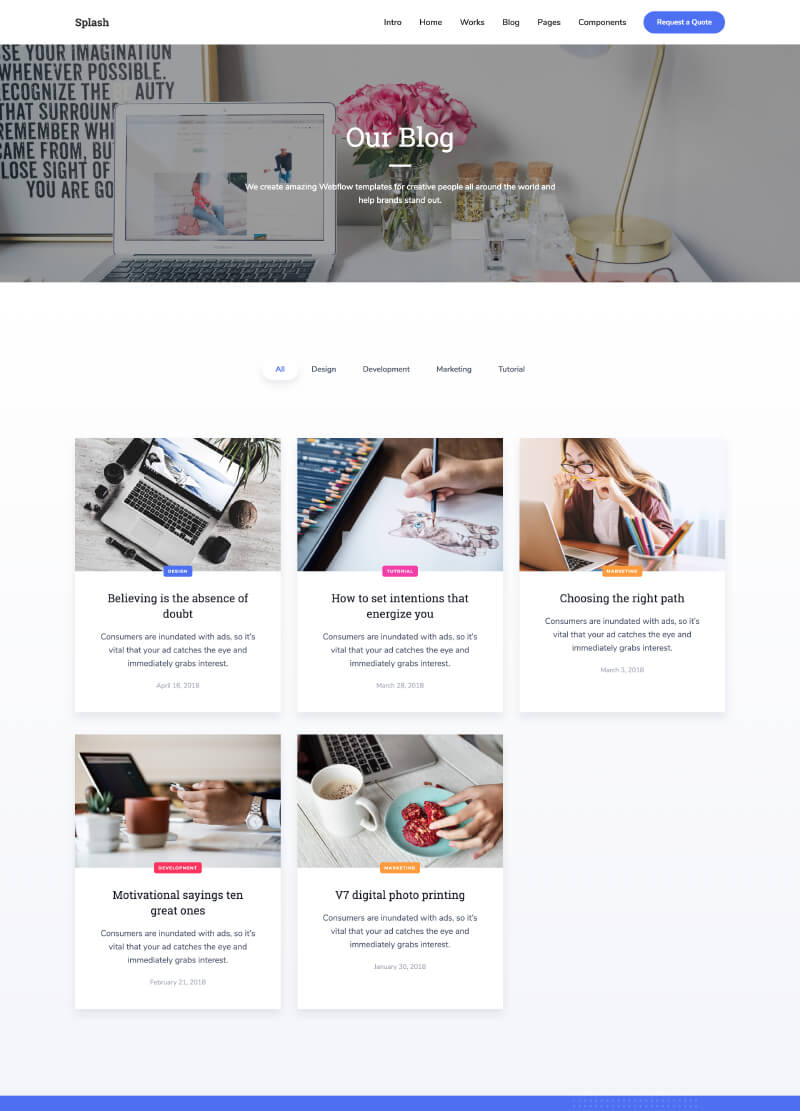 Splash
Intro Home Works Blog Pages Components Request a Quote
SE YOUR IMAGINATION
WHENEVER POSSIBLE.
RECOGNIZE THE BEAUTY
THAT SURROUN
REMEMBER WH
CAME FROM, BU
LOSE SIGHT OF
YOU ARE GO
Our Blog
We create amazing Webflow templates for creative people all around the world and
help brands stand out.
All Design Development Marketing Tutorial
DESIGN
Believing is the absence of
doubt
Consumers are inundated with ads, so it's
vital that your ad catches the eye and
immediately grabs interest.
April 18, 2018
TUTORIAL
How to set intentions that
energize you
Consumers are inundated with ads, so it's
vital that your ad catches the eye and
immediately grabs interest.
March 28, 2018
MARKETING
Choosing the right path
Consumers are inundated with ads, so it's
vital that your ad catches the eye and
immediately grabs interest.
March 3, 2018
DEVELOPMENT
Motivational sayings ten
great ones
Consumers are inundated with ads, so it's
vital that your ad catches the eye and
immediately grabs interest.
February 21, 2018
MARKETING
V7 digital photo printing
Consumers are inundated with ads, so it's
vital that your ad catches the eye and
immediately grabs interest.
January 30, 2018